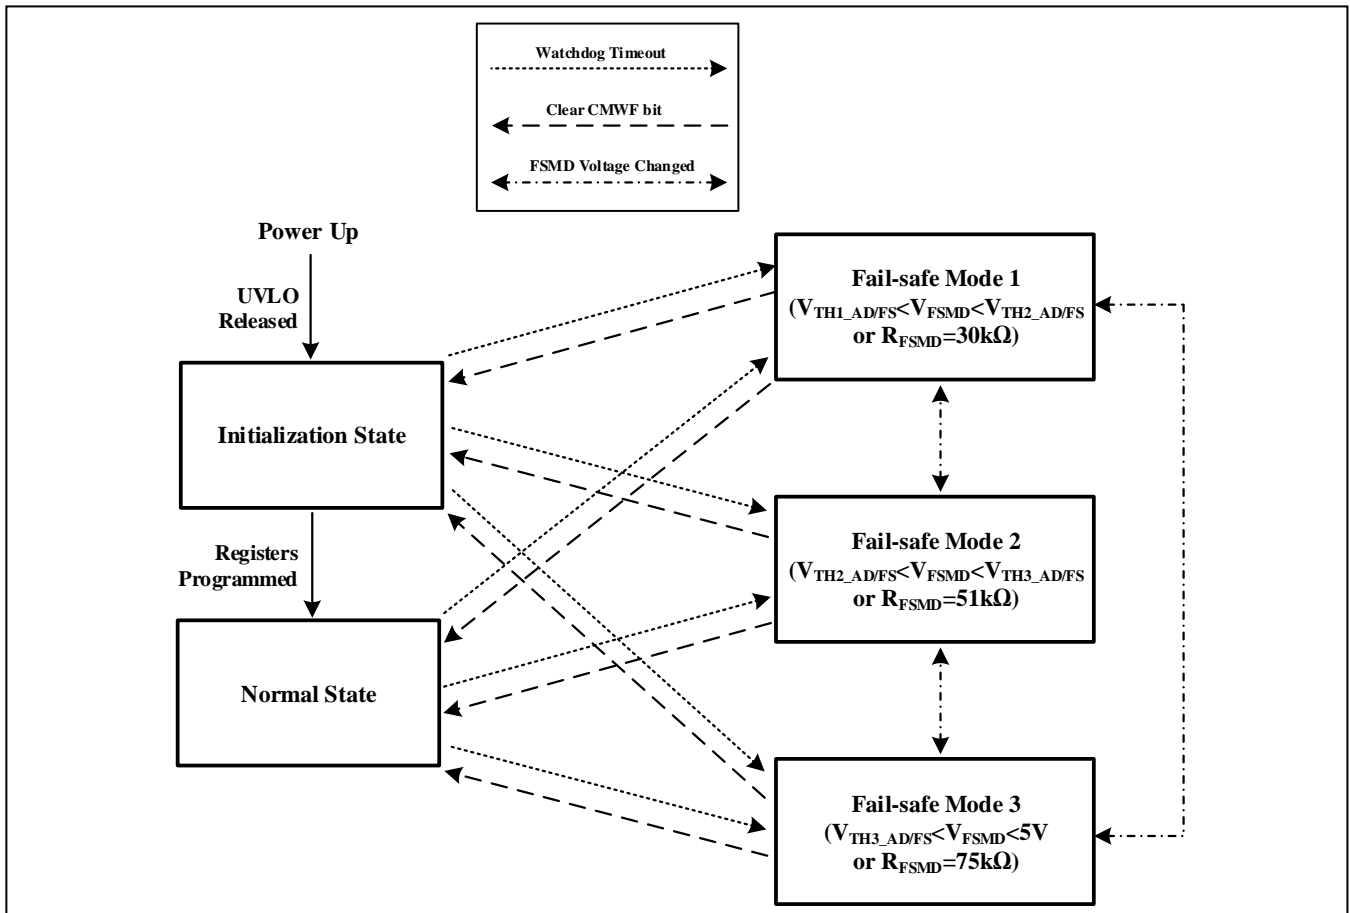 Watchdog Timeout
Clear CMWF bit
FSMD Voltage Changed
Power Up
UVLO
Released
Initialization State
Registers
Programmed
Normal State
Fail-safe Mode 1
(VTH1_AD/FS<VFSMD<VTH2_AD/FS
or RFSMD=30kΩ)
Fail-safe Mode 2
(VTH2_AD/FS<VFSMD<VTH3_AD/FS
or RFSMD=51kΩ)
Fail-safe Mode 3
(VTH3_AD/FS<VFSMD<5V
or RFSMD=75kΩ)